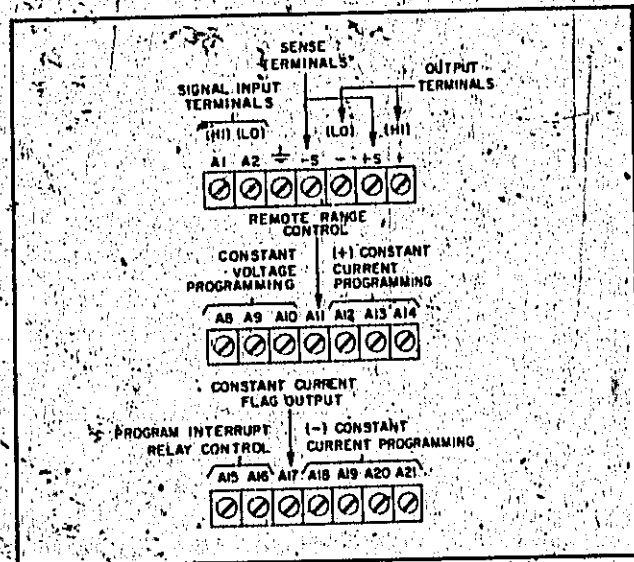 SENSE
TERMINALS
OUTPUT
TERMINALS
SIGNAL INPUT
TERMINALS
(HI) (LO)
(LO)
(HI)
A1 A2 -S - +S +
REMOTE RANGE
CONTROL
CONSTANT
VOLTAGE
PROGRAMMING
(+) CONSTANT
CURRENT
PROGRAMMING
A8 A9 A10 A11 A12 A13 A14
CONSTANT CURRENT
FLAG OUTPUT
PROGRAM INTERRUPT
RELAY CONTROL
(-) CONSTANT
CURRENT PROGRAMMING
A15 A16 A17 A18 A19 A20 A21